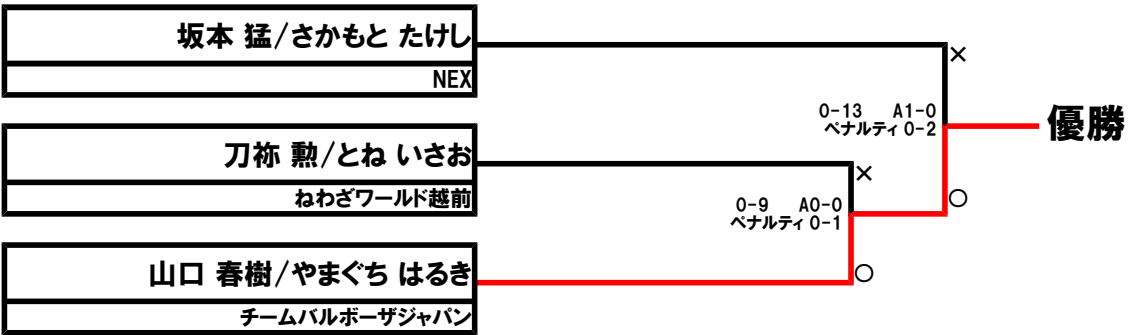 坂本 猛/さかもと たけし
NEX
刀祢 勲/とね いさお
ねわざワールド越前
山口 春樹/やまぐち はるき
チームバルボーザジャパン
×
0-13 A1-0
ペナルティ 0-2
優勝
×
0-9 A0-0
ペナルティ 0-1
○
○